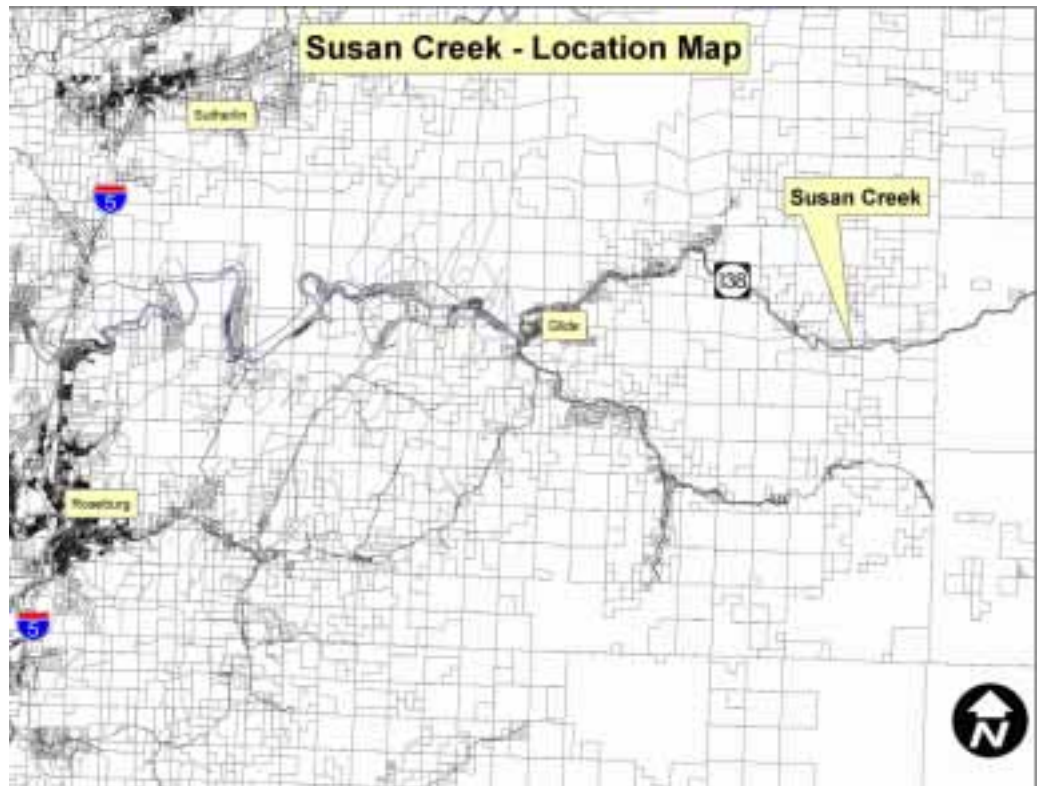 Susan Creek - Location Map
Sutherlin
5
Susan Creek
138
Glide
Roseburg
5
N